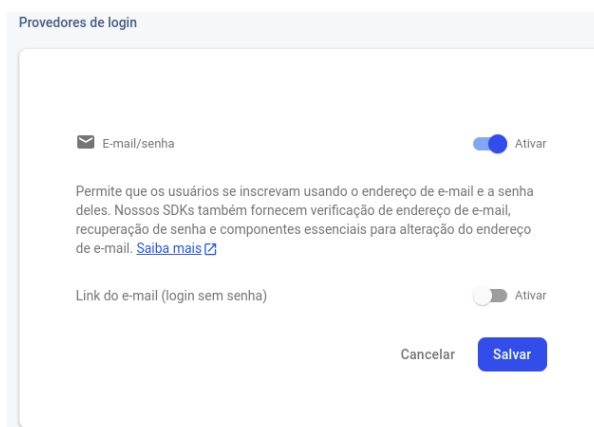 Provedores de login
E-mail/senha
Ativar
Permite que os usuários se inscrevam usando o endereço de e-mail e a senha
deles. Nossos SDKs também fornecem verificação de endereço de e-mail,
recuperação de senha e componentes essenciais para alteração do endereço
de e-mail. Saiba mais
Link do e-mail (login sem senha)
Ativar
Cancelar
Salvar